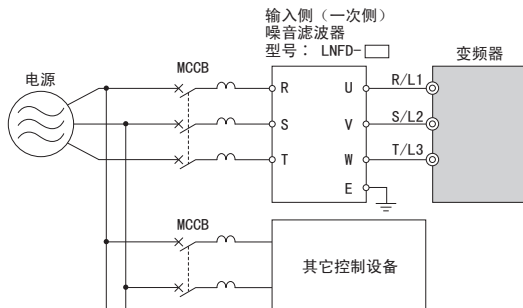 输入侧（一次侧）
噪音滤波器
型号： LNFD-
变频器
电源
MCCB
R
U
R/L1
S
V
S/L2
T
W
T/L3
E
MCCB
其它控制设备